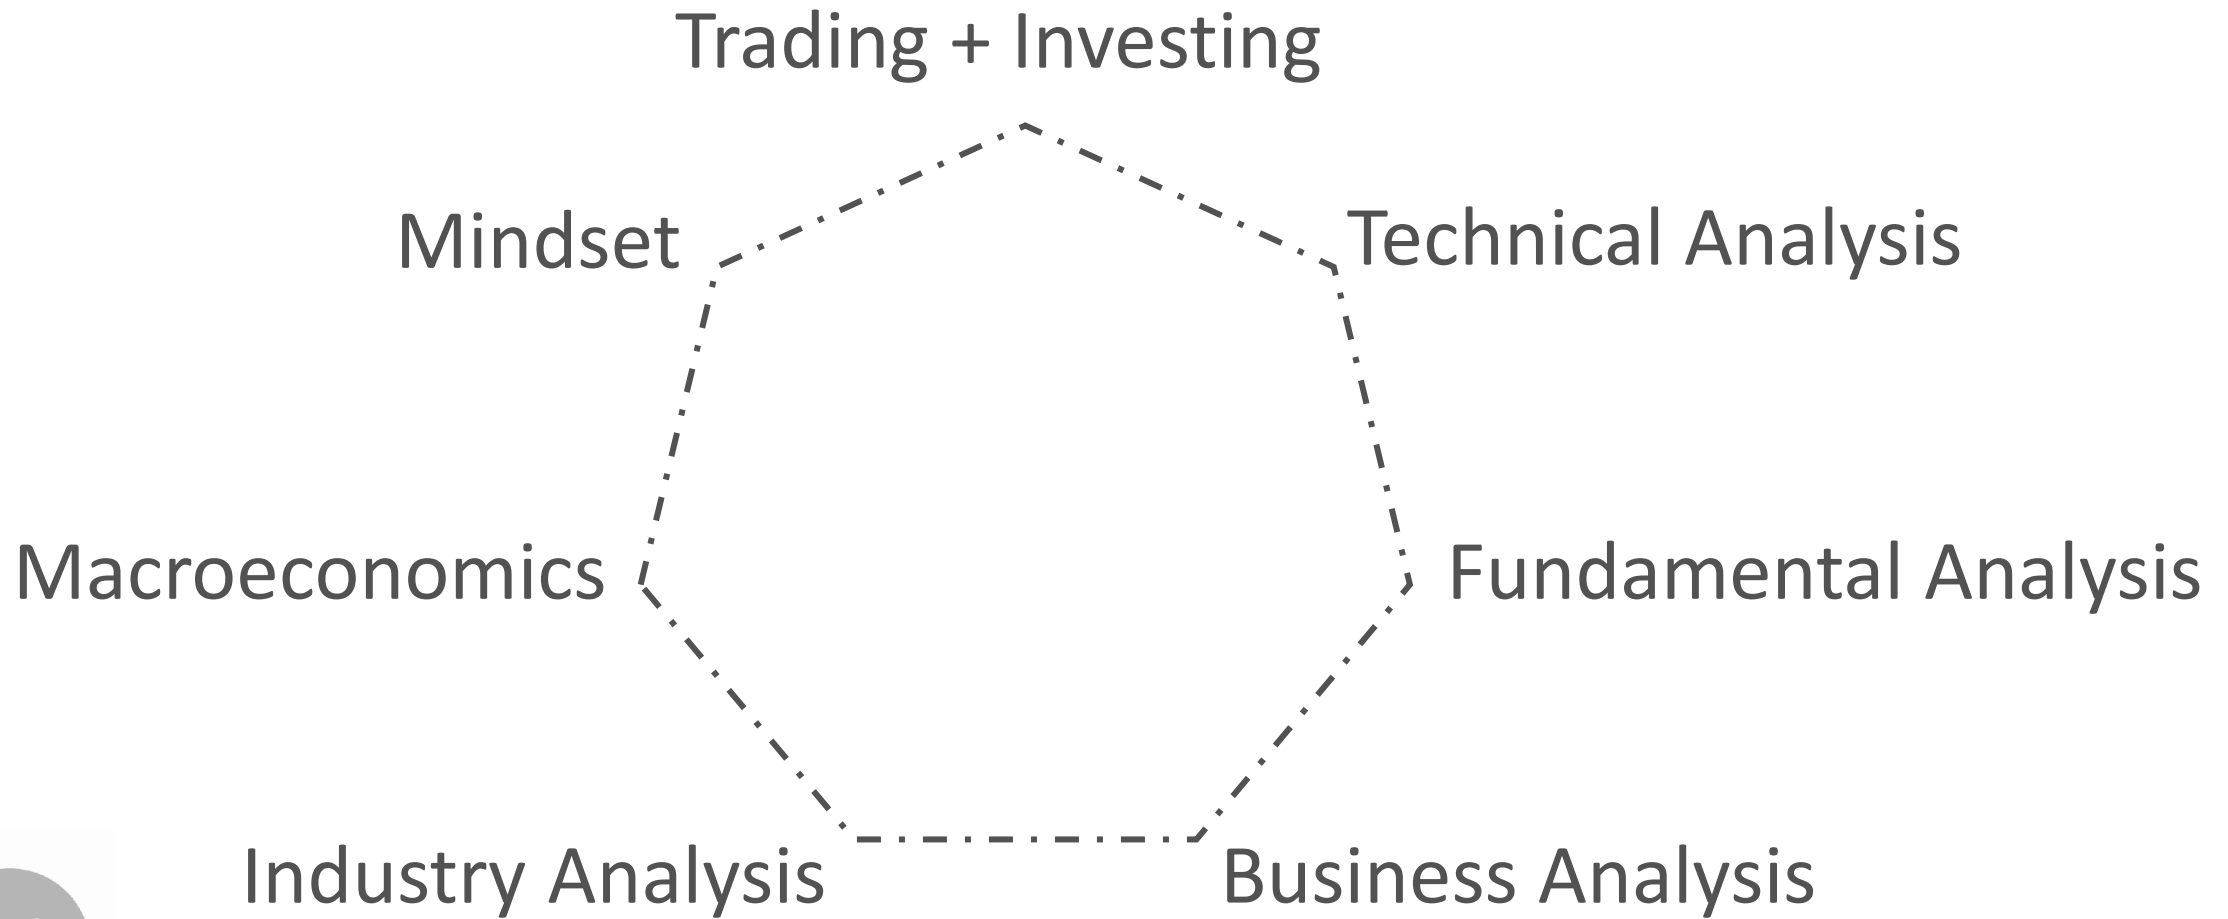 Trading + Investing
Mindset
Technical Analysis
Macroeconomics
Fundamental Analysis
Industry Analysis
Business Analysis